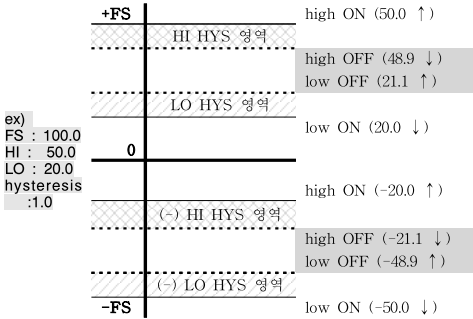 +FS
high ON (50.0 ↑)
HI HYS 영역
high OFF (48.9 ↓)
low OFF (21.1 ↑)
LO HYS 영역
low ON (20.0 ↓)
ex)
FS : 100.0
HI : 50.0
LO : 20.0
hysteresis
:1.0
0
high ON (-20.0 ↑)
(-) HI HYS 영역
high OFF (-21.1 ↓)
low OFF (-48.9 ↑)
(-) LO HYS 영역
-FS
low ON (-50.0 ↓)